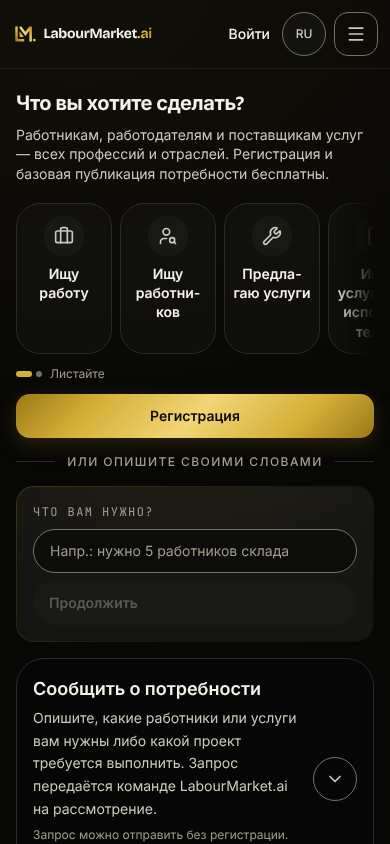 LabourMarket.ai
Войти
RU
Что вы хотите сделать?
Работникам, работодателям и поставщикам услуг
— всех профессий и отраслей. Регистрация и
базовая публикация потребности бесплатны.
Ищу
работу
Ищу
работни-
ков
Предла-
гаю услуги
Листайте
Регистрация
ИЛИ ОПИШИТЕ СВОИМИ СЛОВАМИ
ЧТО ВАМ НУЖНО?
Напр.: нужно 5 работников склада
Продолжить
Сообщить о потребности
Опишите, какие работники или услуги
вам нужны либо какой проект
требуется выполнить. Запрос
передаётся команде LabourMarket.ai
на рассмотрение.
Запрос можно отправить без регистрации.